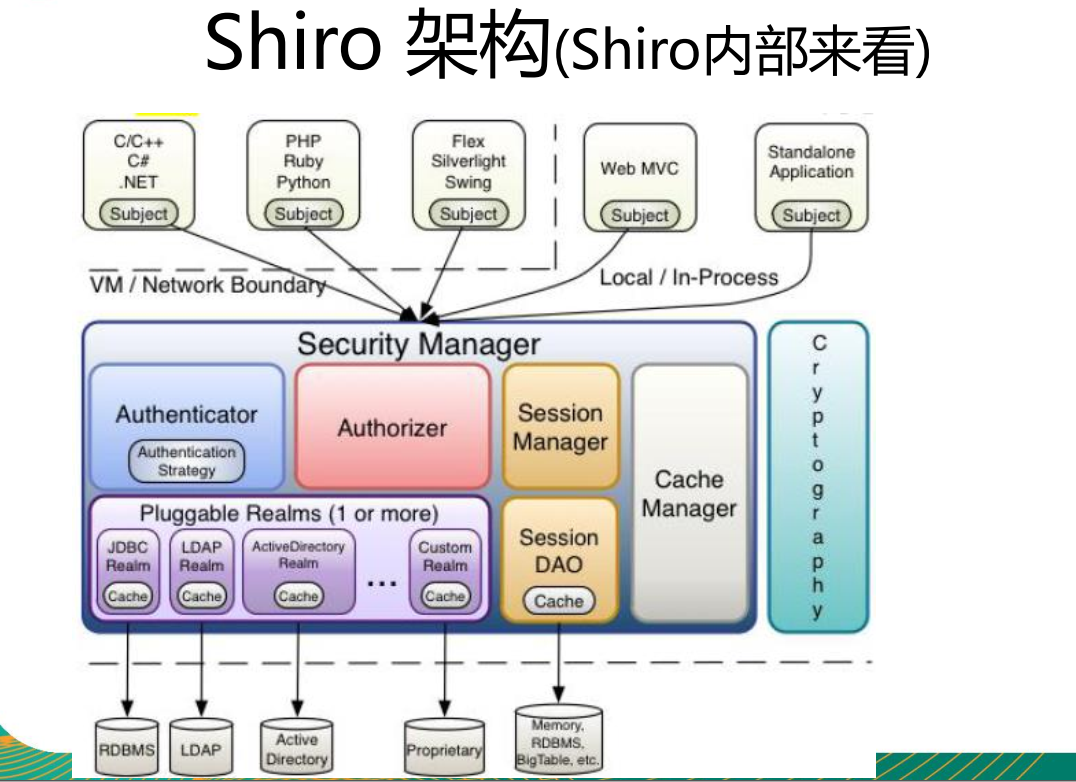 Shiro 架构(Shiro内部来看)
C/C++
C#
.NET
Subject
PHP
Ruby
Python
Subject
Flex
Silverlight
Swing
Subject
Web MVC
Subject
Standalone
Application
Subject
VM / Network Boundary
Local / In-Process
Security Manager
Authenticator
Authentication
Strategy
Authorizer
Session
Manager
Cache
Manager
Pluggable Realms (1 or more)
JDBC
Realm
Cache
LDAP
Realm
Cache
ActiveDirectory
Realm
Cache
...
Custom
Realm
Cache
Session
DAO
Cache
C
r
y
p
t
o
g
r
a
p
h
y
RDBMS
LDAP
Active
Directory
Proprietary
Memory,
RDBMS,
BigTable, etc.